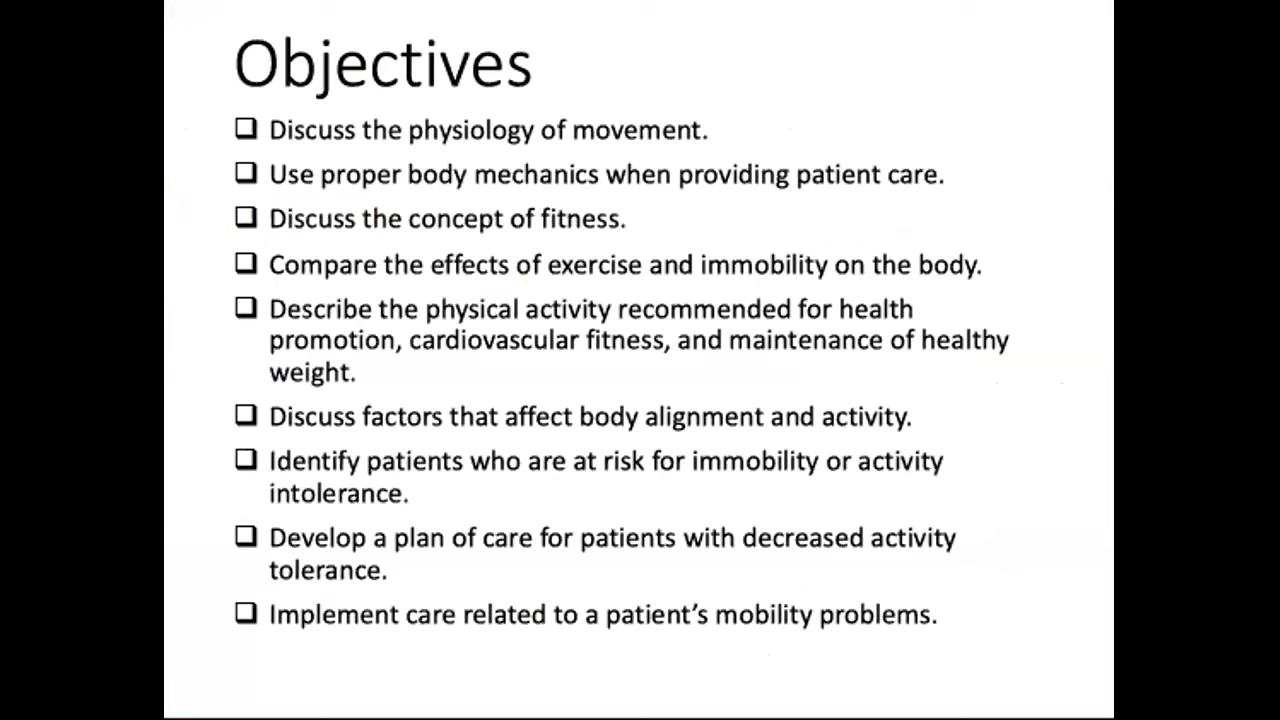 Objectives
❑ Discuss the physiology of movement.
❑ Use proper body mechanics when providing patient care.
❑ Discuss the concept of fitness.
❑ Compare the effects of exercise and immobility on the body.
❑ Describe the physical activity recommended for health
promotion, cardiovascular fitness, and maintenance of healthy
weight.
❑ Discuss factors that affect body alignment and activity.
❑ Identify patients who are at risk for immobility or activity
intolerance.
❑ Develop a plan of care for patients with decreased activity
tolerance.
❑ Implement care related to a patient’s mobility problems.